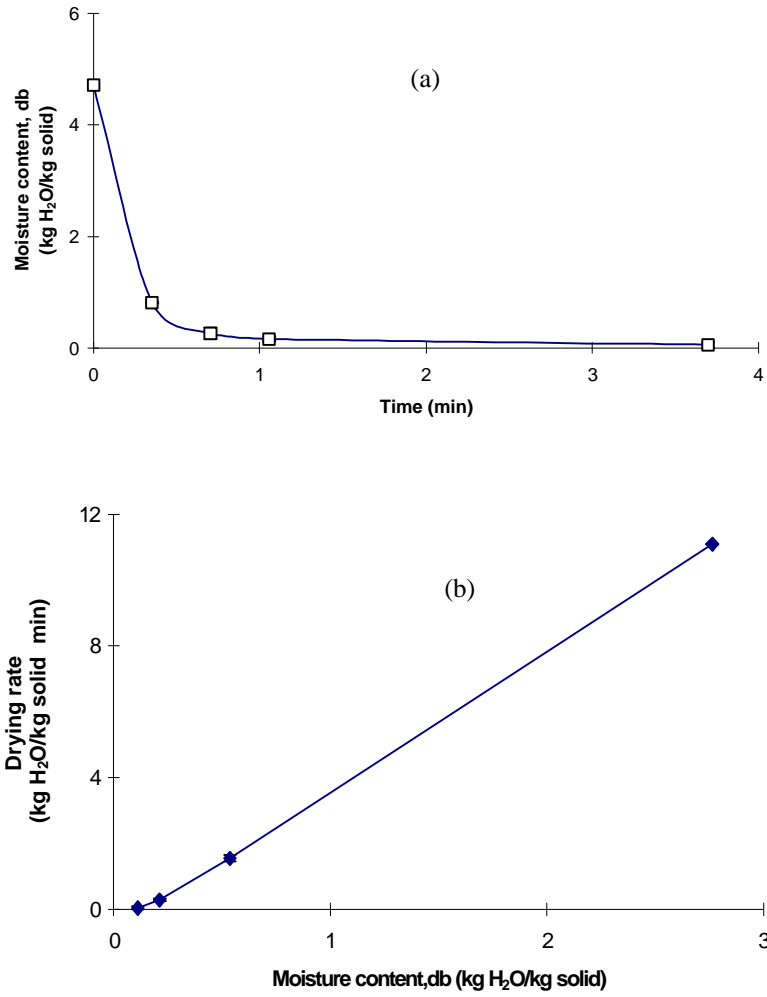 6
(a)
Moisture content, db
(kg H₂O/kg solid)
4
2
0
0
1
2
3
4
Time (min)
12
(b)
Drying rate
(kg H₂O/kg solid min)
8
4
0
0
1
2
3
Moisture content,db (kg H₂O/kg solid)